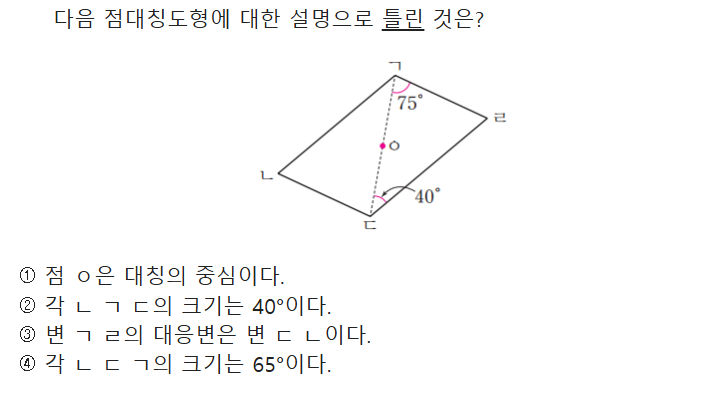 다음 점대칭도형에 대한 설명으로 틀린 것은?
ㄱ
75°
ㄹ
ㅇ
ㄴ
40°
ㄷ
① 점 ㅇ은 대칭의 중심이다.
② 각 ㄴ ㄱ ㄷ의 크기는 40°이다.
③ 변 ㄱ ㄹ의 대응변은 변 ㄷ ㄴ이다.
④ 각 ㄴ ㄷ ㄱ의 크기는 65°이다.